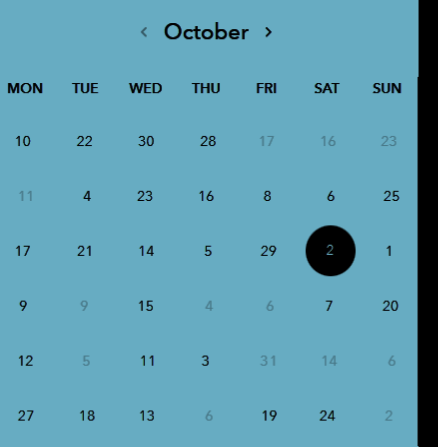 ‹ October ›
MON TUE WED THU FRI SAT SUN
10 22 30 28 17 16 23
11 4 23 16 8 6 25
17 21 14 5 29 2 1
9 9 15 4 6 7 20
12 5 11 3 31 14 6
27 18 13 6 19 24 2